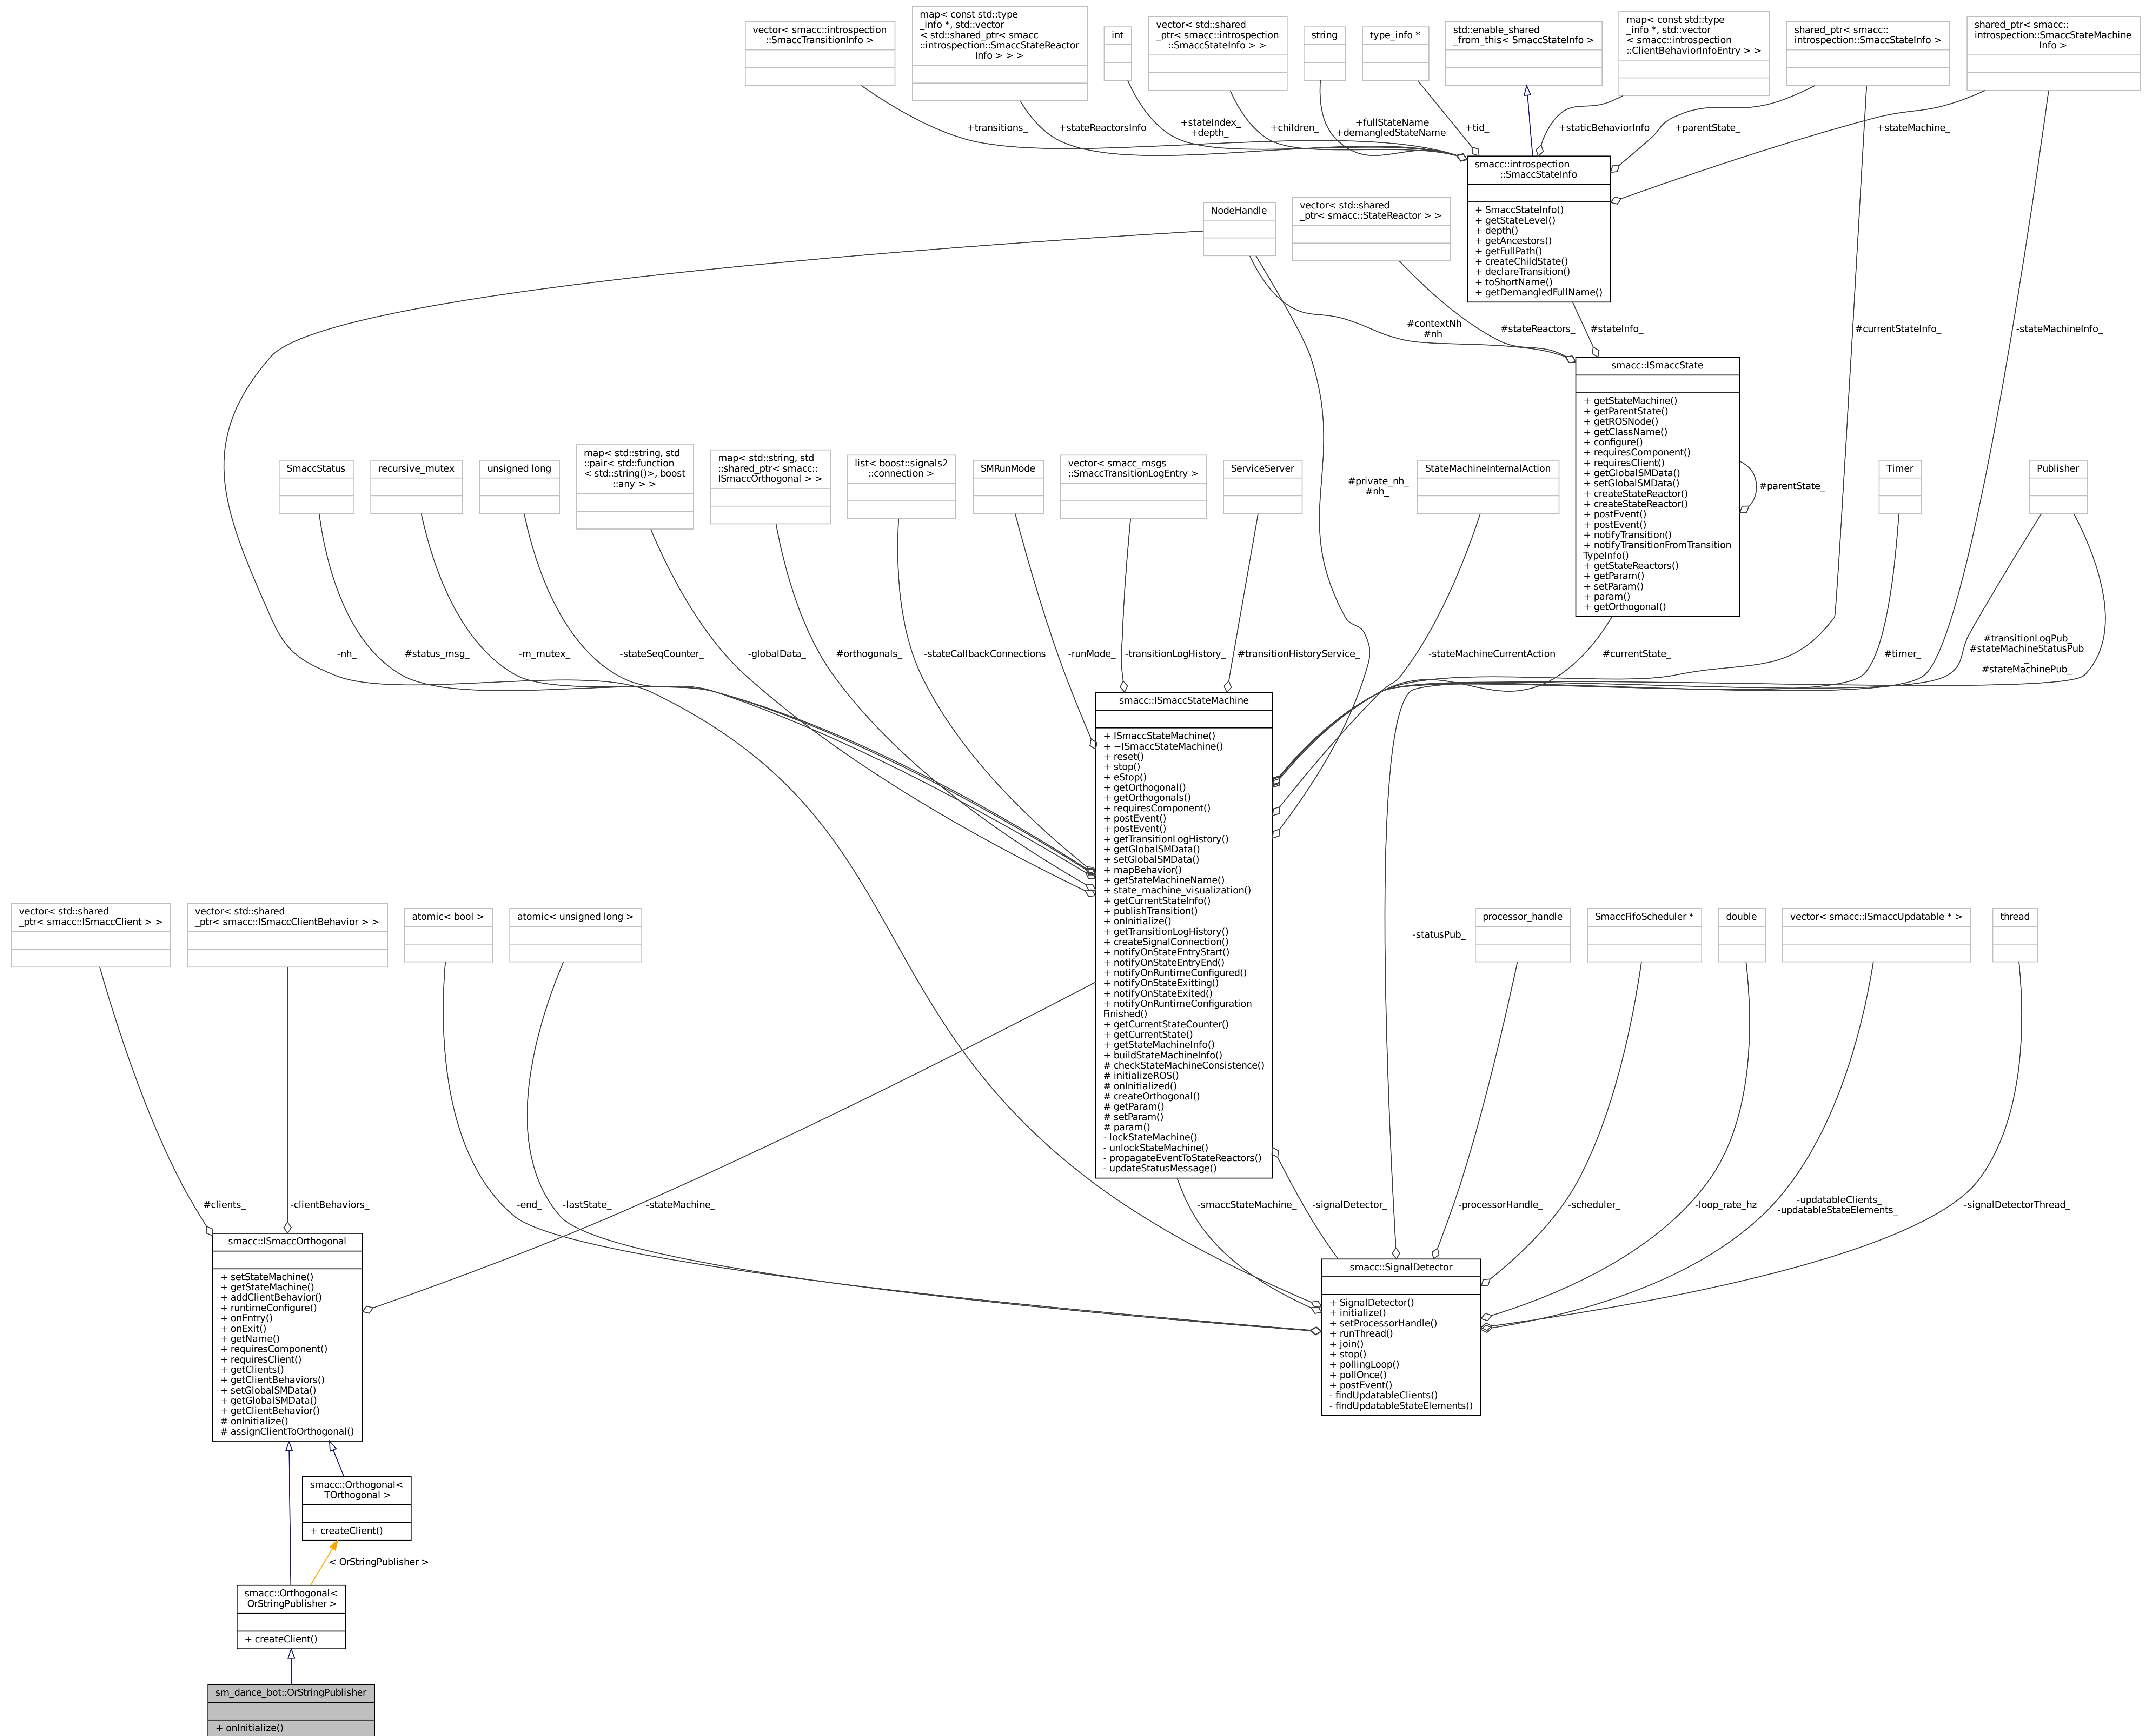 vector< smacc::introspection
::SmaccTransitionInfo >
map< const std::type
_info *, std::vector
< std::shared_ptr< smacc
::introspection::SmaccStateReactor
Info > > >
int
vector< std::shared
_ptr< smacc::introspection
::SmaccStateInfo > >
string
type_info *
std::enable_shared
_from_this< SmaccStateInfo >
map< const std::type
_info *, std::vector
< smacc::introspection
::ClientBehaviorInfoEntry > >
shared_ptr< smacc::
introspection::SmaccStateInfo >
shared_ptr< smacc::
introspection::SmaccStateMachine
Info >
+transitions_
+stateReactorsInfo
+stateIndex_
+depth_
+children_
+fullStateName
+demangledStateName
+tid_
+staticBehaviorInfo
+parentState_
+stateMachine_
smacc::introspection
::SmaccStateInfo
+ SmaccStateInfo()
+ getStateLevel()
+ depth()
+ getAncestors()
+ getFullPath()
+ createChildState()
+ declareTransition()
+ toShortName()
+ getDemangledFullName()
NodeHandle
vector< std::shared
_ptr< smacc::StateReactor > >
#contextNh
#nh
#stateReactors_
#stateInfo_
#currentStateInfo_
-stateMachineInfo_
smacc::ISmaccState
+ getStateMachine()
+ getParentState()
+ getROSNode()
+ getClassName()
+ configure()
+ requiresComponent()
+ requiresClient()
+ getGlobalSMData()
+ setGlobalSMData()
+ createStateReactor()
+ createStateReactor()
+ postEvent()
+ postEvent()
+ notifyTransition()
+ notifyTransitionFromTransition
TypeInfo()
+ getStateReactors()
+ getParam()
+ setParam()
+ param()
+ getOrthogonal()
#parentState_
SmaccStatus
recursive_mutex
unsigned long
map< std::string, std
::pair< std::function
< std::string()>, boost
::any > >
map< std::string, std
::shared_ptr< smacc::
ISmaccOrthogonal > >
list< boost::signals2
::connection >
SMRunMode
vector< smacc_msgs
::SmaccTransitionLogEntry >
ServiceServer
#private_nh_
#nh_
StateMachineInternalAction
Timer
Publisher
-nh_
#status_msg_
-m_mutex_
-stateSeqCounter_
-globalData_
#orthogonals_
-stateCallbackConnections
-runMode_
-transitionLogHistory_
#transitionHistoryService_
-stateMachineCurrentAction
#currentState_
#timer_
#transitionLogPub_
#stateMachineStatusPub
_
#stateMachinePub_
smacc::ISmaccStateMachine
+ ISmaccStateMachine()
+ ~ISmaccStateMachine()
+ reset()
+ stop()
+ eStop()
+ getOrthogonal()
+ getOrthogonals()
+ requiresComponent()
+ postEvent()
+ postEvent()
+ getTransitionLogHistory()
+ getGlobalSMData()
+ setGlobalSMData()
+ mapBehavior()
+ getStateMachineName()
+ state_machine_visualization()
+ getCurrentStateInfo()
+ publishTransition()
+ onInitialize()
+ getTransitionLogHistory()
+ createSignalConnection()
+ notifyOnStateEntryStart()
+ notifyOnStateEntryEnd()
+ notifyOnRuntimeConfigured()
+ notifyOnStateExitting()
+ notifyOnStateExited()
+ notifyOnRuntimeConfiguration
Finished()
+ getCurrentStateCounter()
+ getCurrentState()
+ getStateMachineInfo()
+ buildStateMachineInfo()
# checkStateMachineConsistence()
# initializeROS()
# onInitialized()
# createOrthogonal()
# getParam()
# setParam()
# param()
- lockStateMachine()
- unlockStateMachine()
- propagateEventToStateReactors()
- updateStatusMessage()
vector< std::shared
_ptr< smacc::ISmaccClient > >
vector< std::shared
_ptr< smacc::ISmaccClientBehavior > >
atomic< bool >
atomic< unsigned long >
-statusPub_
processor_handle
SmaccFifoScheduler *
double
vector< smacc::ISmaccUpdatable * >
thread
#clients_
-clientBehaviors_
-end_
-lastState_
-stateMachine_
-smaccStateMachine_
-signalDetector_
-processorHandle_
-scheduler_
-loop_rate_hz
-updatableClients_
-updatableStateElements_
-signalDetectorThread_
smacc::ISmaccOrthogonal
+ setStateMachine()
+ getStateMachine()
+ addClientBehavior()
+ runtimeConfigure()
+ onEntry()
+ onExit()
+ getName()
+ requiresComponent()
+ requiresClient()
+ getClients()
+ getClientBehaviors()
+ setGlobalSMData()
+ getGlobalSMData()
+ getClientBehavior()
# onInitialize()
# assignClientToOrthogonal()
smacc::SignalDetector
+ SignalDetector()
+ initialize()
+ setProcessorHandle()
+ runThread()
+ join()
+ stop()
+ pollingLoop()
+ pollOnce()
+ postEvent()
- findUpdatableClients()
- findUpdatableStateElements()
smacc::Orthogonal<
TOrthogonal >
+ createClient()
< OrStringPublisher >
smacc::Orthogonal<
OrStringPublisher >
+ createClient()
sm_dance_bot::OrStringPublisher
+ onInitialize()